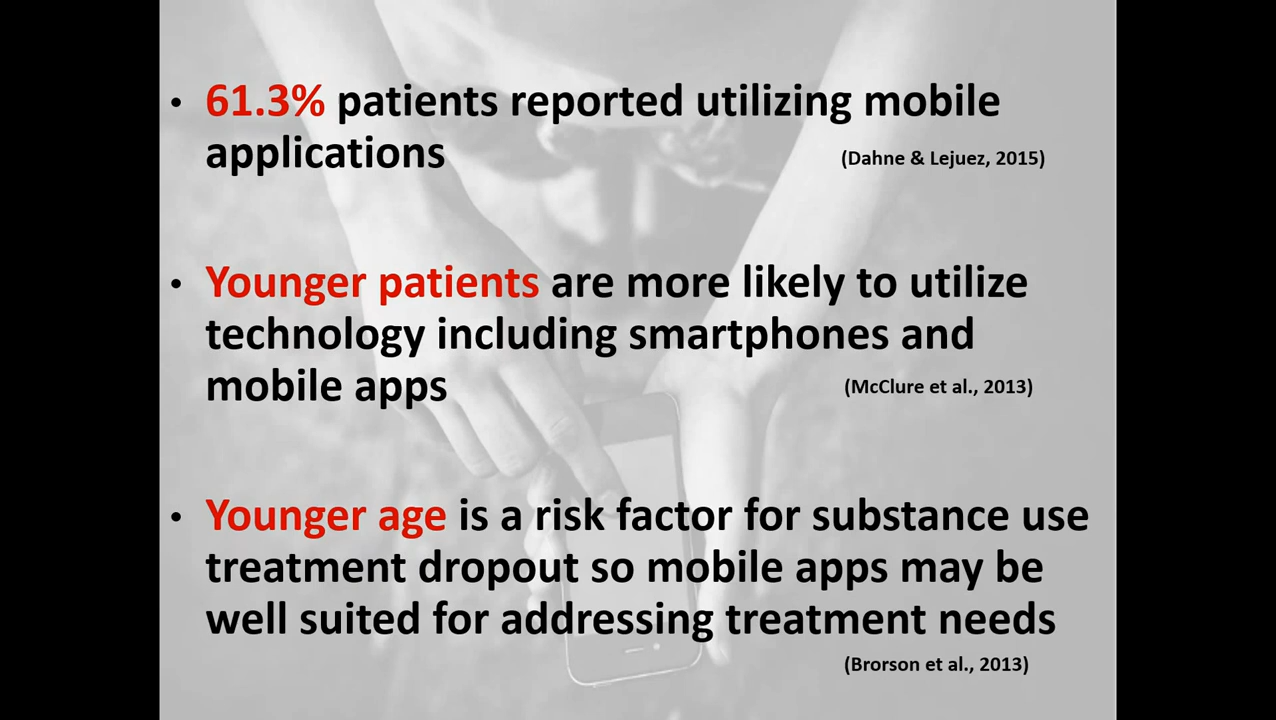 • 61.3% patients reported utilizing mobile
applications
(Dahne & Lejuez, 2015)
• Younger patients are more likely to utilize
technology including smartphones and
mobile apps
(McClure et al., 2013)
• Younger age is a risk factor for substance use
treatment dropout so mobile apps may be
well suited for addressing treatment needs
(Brorson et al., 2013)